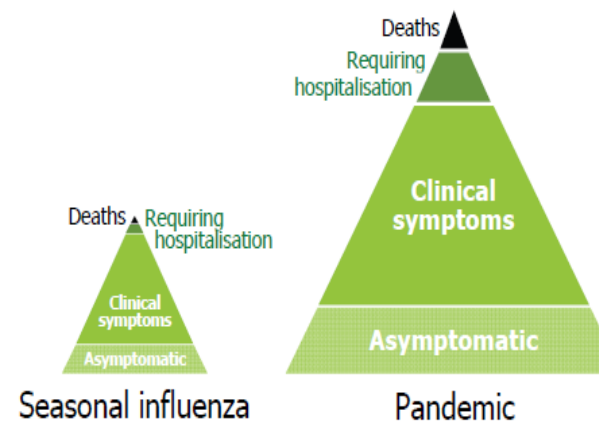 Deaths
Requiring
hospitalisation
Clinical
symptoms
Asymptomatic
Seasonal influenza
Deaths
Requiring
hospitalisation
Clinical
symptoms
Asymptomatic
Pandemic